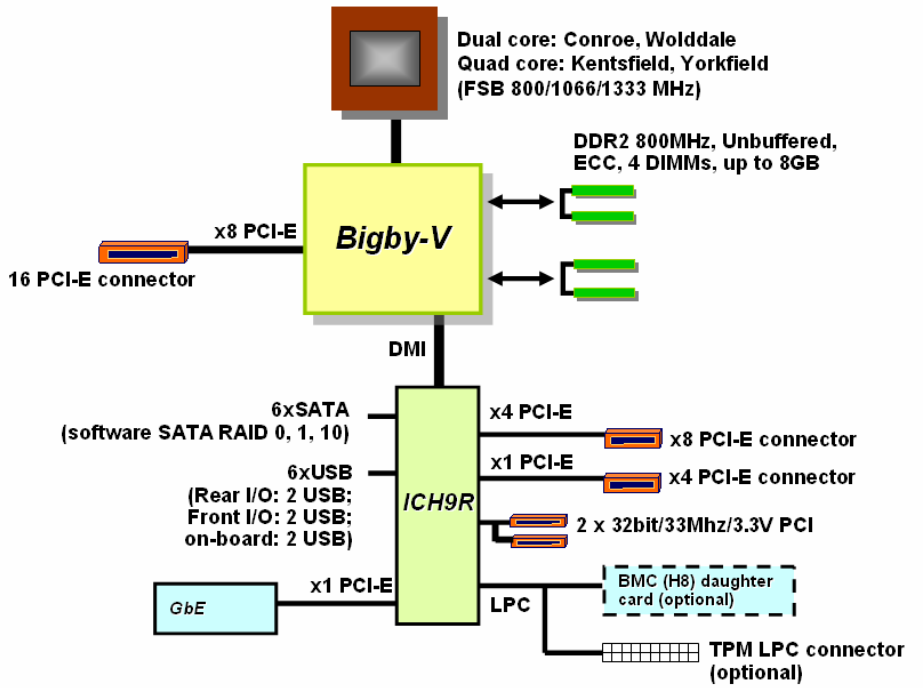 Dual core: Conroe, Wolddale
Quad core: Kentsfield, Yorkfield
(FSB 800/1066/1333 MHz)
DDR2 800MHz, Unbuffered,
ECC, 4 DIMMs, up to 8GB
x8 PCI-E
Bigby-V
16 PCI-E connector
DMI
6xSATA
(software SATA RAID 0, 1, 10)
x4 PCI-E
x8 PCI-E connector
6xUSB
(Rear I/O: 2 USB;
Front I/O: 2 USB;
on-board: 2 USB)
ICH9R
x1 PCI-E
x4 PCI-E connector
2 x 32bit/33Mhz/3.3V PCI
GbE
x1 PCI-E
LPC
BMC (H8) daughter
card (optional)
TPM LPC connector
(optional)